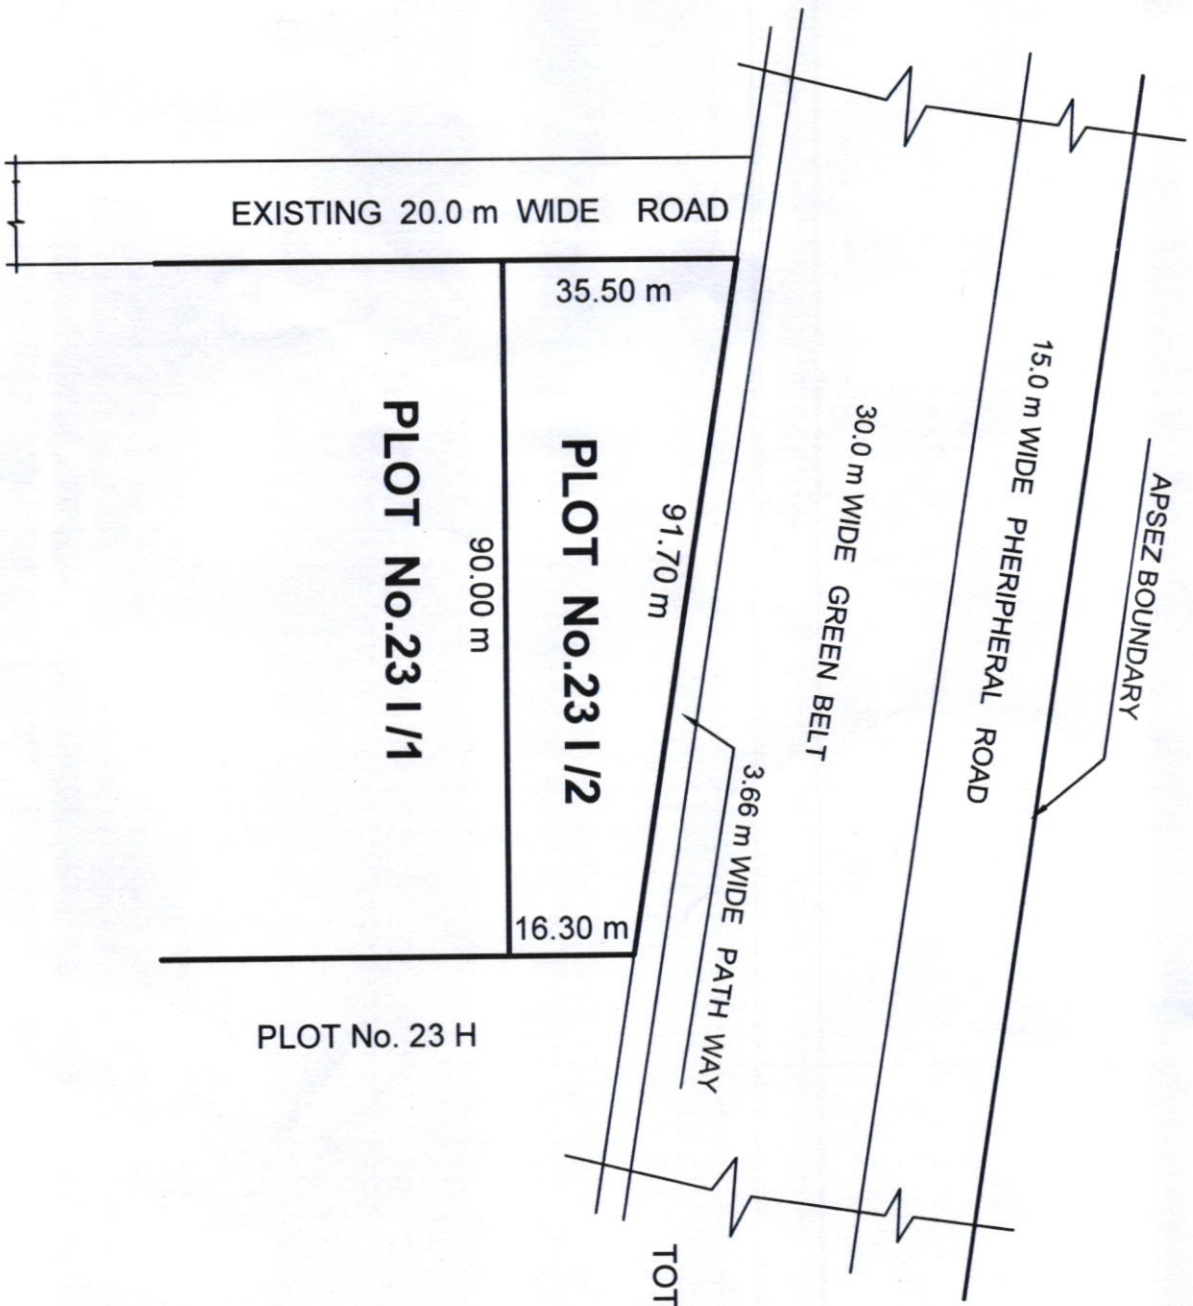 EXISTING 20.0 m WIDE ROAD
35.50 m
15.0 m WIDE PHERIPHERAL ROAD
APSEZ BOUNDARY
30.0 m WIDE GREEN BELT
PLOT No.23 I /1
90.00 m
PLOT No.23 I /2
91.70 m
3.66 m WIDE PATH WAY
16.30 m
PLOT No. 23 H
TOT